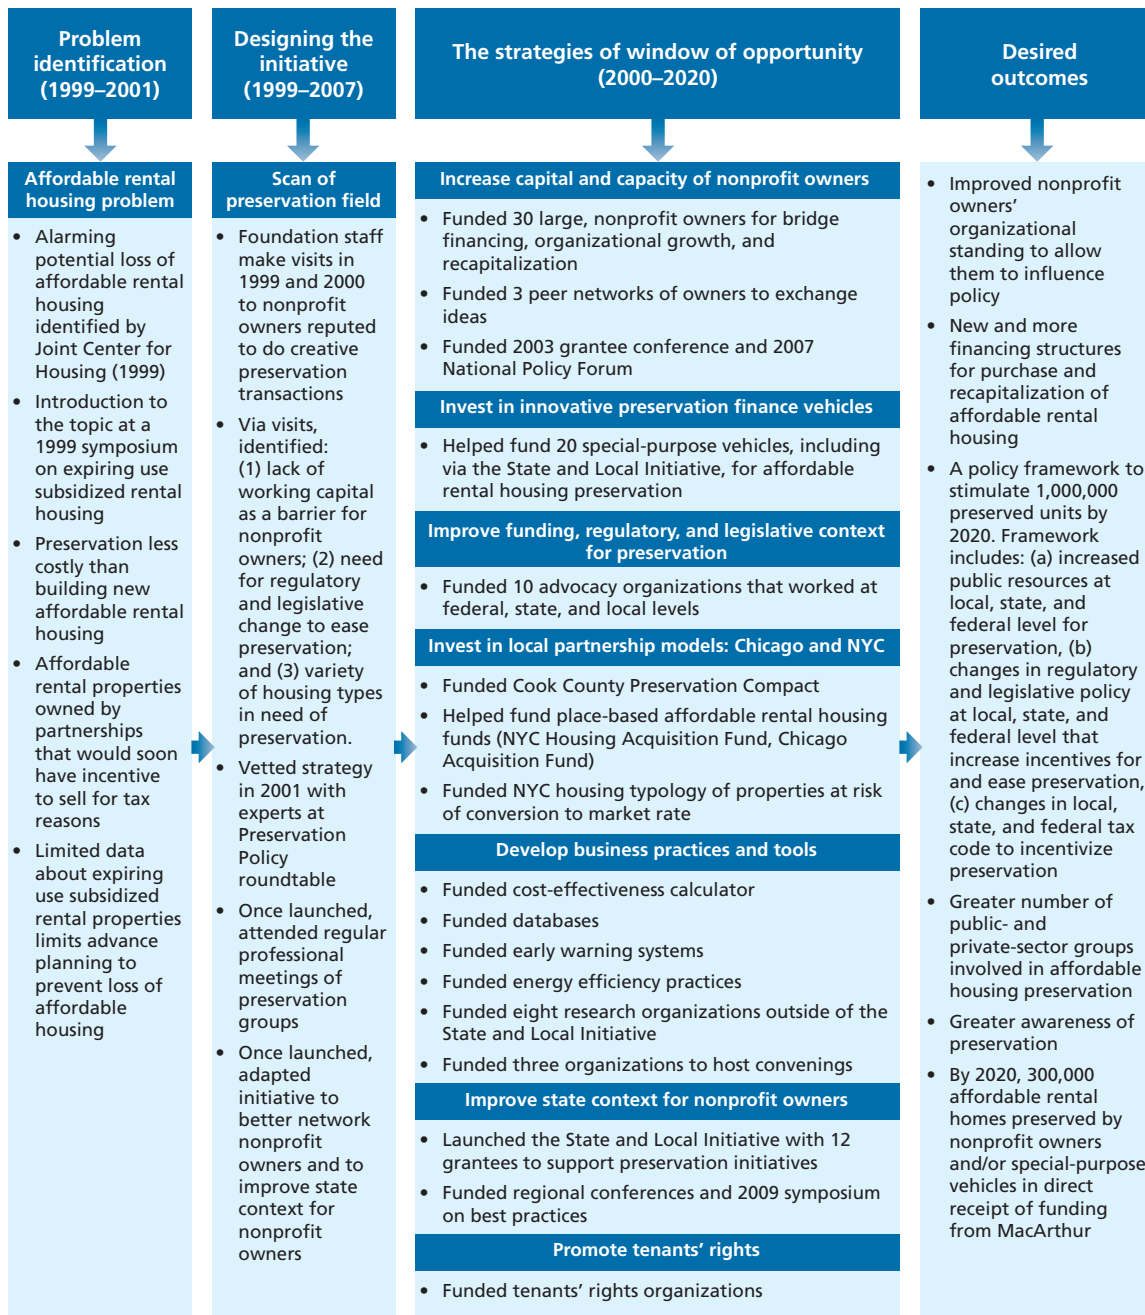 Problem
identification
(1999–2001)
Affordable rental
housing problem
• Alarming
potential loss of
affordable rental
housing
identified by
Joint Center for
Housing (1999)
• Introduction to
the topic at a
1999 symposium
on expiring use
subsidized rental
housing
• Preservation less
costly than
building new
affordable rental
housing
• Affordable
rental properties
owned by
partnerships
that would soon
have incentive
to sell for tax
reasons
• Limited data
about expiring
use subsidized
rental properties
limits advance
planning to
prevent loss of
affordable
housing
Designing the
initiative
(1999–2007)
Scan of
preservation field
• Foundation staff
make visits in
1999 and 2000
to nonprofit
owners reputed
to do creative
preservation
transactions
• Via visits,
identified:
(1) lack of
working capital
as a barrier for
nonprofit
owners; (2) need
for regulatory
and legislative
change to ease
preservation;
and (3) variety
of housing types
in need of
preservation.
• Vetted strategy
in 2001 with
experts at
Preservation
Policy
roundtable
• Once launched,
attended regular
professional
meetings of
preservation
groups
• Once launched,
adapted
initiative to
better network
nonprofit
owners and to
improve state
context for
nonprofit
owners
The strategies of window of opportunity
(2000–2020)
Increase capital and capacity of nonprofit owners
• Funded 30 large, nonprofit owners for bridge
financing, organizational growth, and
recapitalization
• Funded 3 peer networks of owners to exchange
ideas
• Funded 2003 grantee conference and 2007
National Policy Forum
Invest in innovative preservation finance vehicles
• Helped fund 20 special-purpose vehicles, including
via the State and Local Initiative, for affordable
rental housing preservation
Improve funding, regulatory, and legislative context
for preservation
• Funded 10 advocacy organizations that worked at
federal, state, and local levels
Invest in local partnership models: Chicago and NYC
• Funded Cook County Preservation Compact
• Helped fund place-based affordable rental housing
funds (NYC Housing Acquisition Fund, Chicago
Acquisition Fund)
• Funded NYC housing typology of properties at risk
of conversion to market rate
Develop business practices and tools
• Funded cost-effectiveness calculator
• Funded databases
• Funded early warning systems
• Funded energy efficiency practices
• Funded eight research organizations outside of the
State and Local Initiative
• Funded three organizations to host convenings
Improve state context for nonprofit owners
• Launched the State and Local Initiative with 12
grantees to support preservation initiatives
• Funded regional conferences and 2009 symposium
on best practices
Promote tenants’ rights
• Funded tenants’ rights organizations
Desired
outcomes
• Improved nonprofit
owners’
organizational
standing to allow
them to influence
policy
• New and more
financing structures
for purchase and
recapitalization of
affordable rental
housing
• A policy framework to
stimulate 1,000,000
preserved units by
2020. Framework
includes: (a) increased
public resources at
local, state, and
federal level for
preservation, (b)
changes in regulatory
and legislative policy
at local, state, and
federal level that
increase incentives for
and ease preservation,
(c) changes in local,
state, and federal tax
code to incentivize
preservation
• Greater number of
public- and
private-sector groups
involved in affordable
housing preservation
• Greater awareness of
preservation
• By 2020, 300,000
affordable rental
homes preserved by
nonprofit owners
and/or special-purpose
vehicles in direct
receipt of funding
from MacArthur